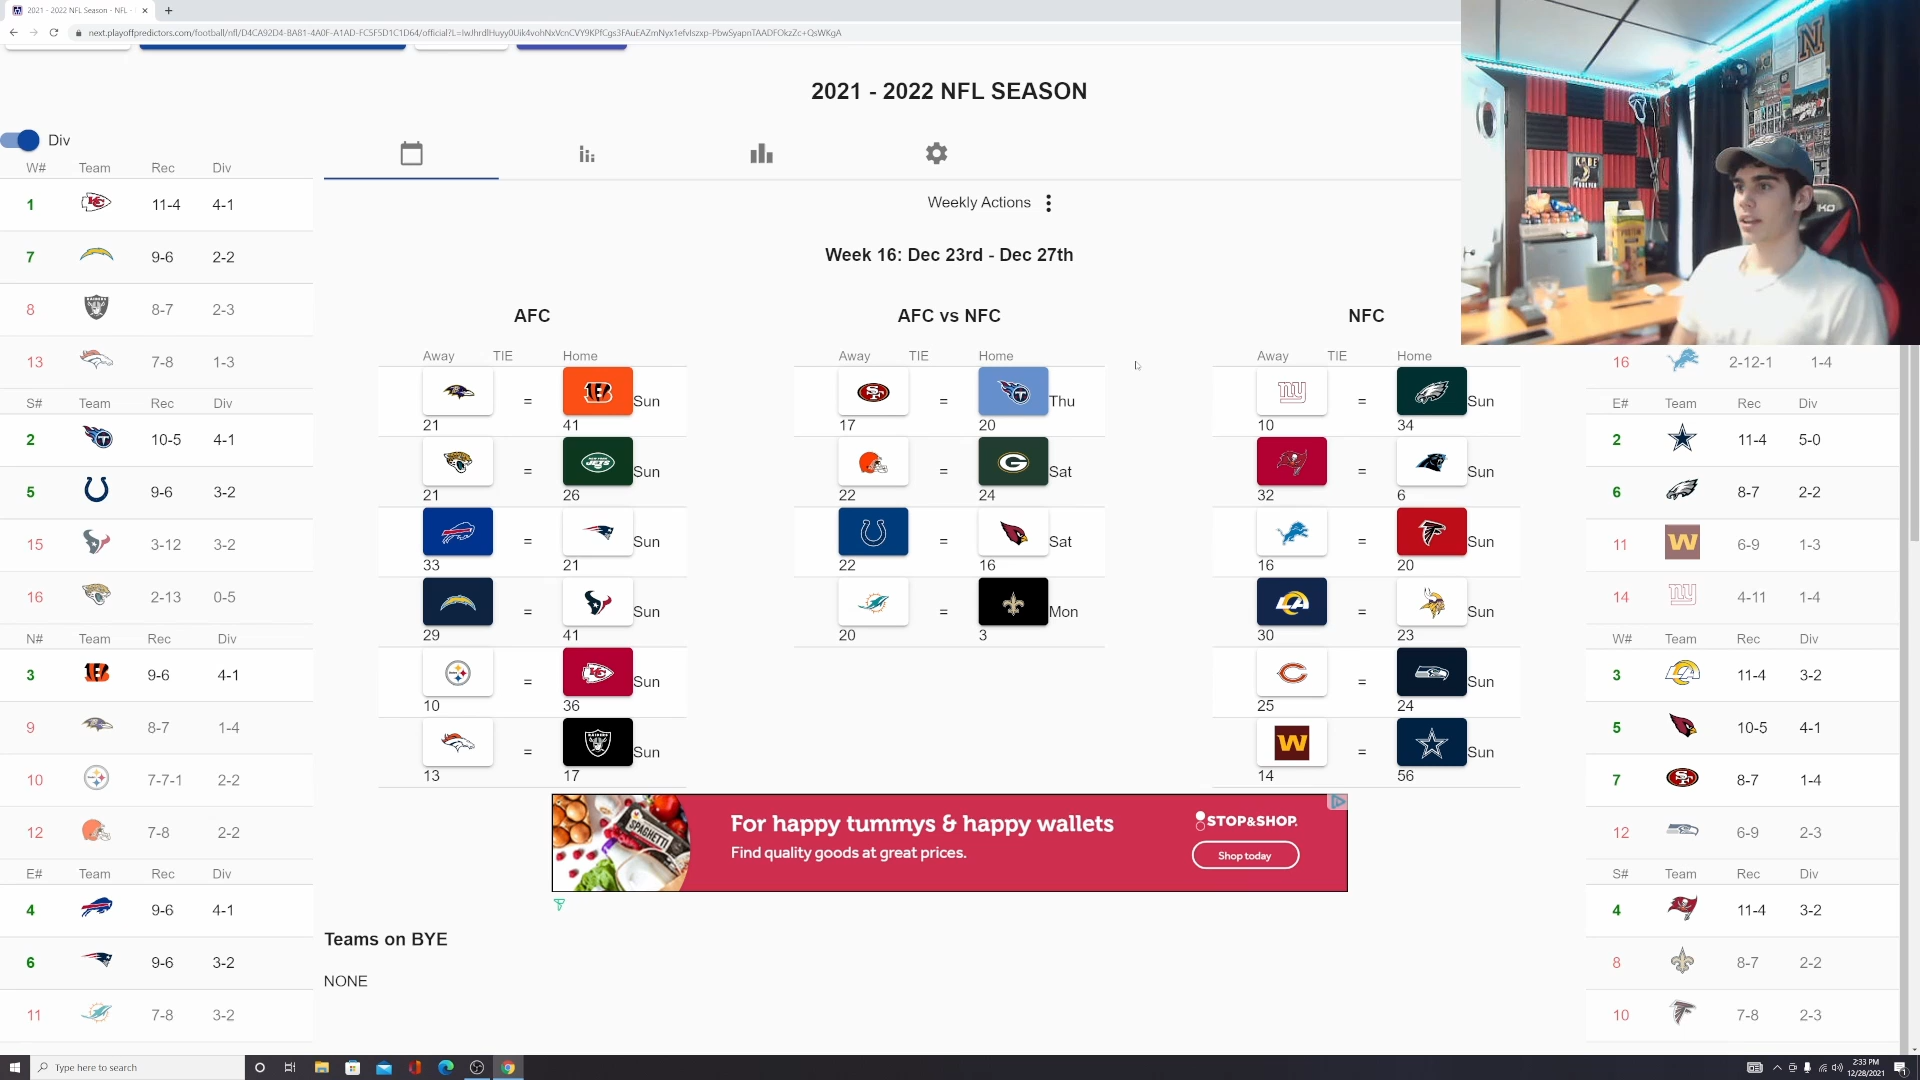 2021 - 2022 NFL Season - NFL -
next.playoffpredictors.com/football/nfl/
2021 - 2022 NFL SEASON
Div
W# Team Rec Div
1 11-4 4-1
7 9-6 2-2
8 8-7 2-3
13 7-8 1-3
S# Team Rec Div
2 10-5 4-1
5 9-6 3-2
15 3-12 3-2
16 2-13 0-5
N# Team Rec Div
3 9-6 4-1
9 8-7 1-4
10 7-7-1 2-2
12 7-8 2-2
E# Team Rec Div
4 9-6 4-1
6 9-6 3-2
11 7-8 3-2
Weekly Actions
Week 16: Dec 23rd - Dec 27th
AFC
Away TIE Home
= Sun
21 41
= Sun
21 26
= Sun
33 21
= Sun
29 41
= Sun
10 36
= Sun
13 17
AFC vs NFC
Away TIE Home
= Thu
17 20
= Sat
22 24
= Sat
22 16
= Mon
20 3
NFC
Away TIE Home
= Sun
10 34
= Sun
32 6
= Sun
16 20
= Sun
30 23
= Sun
25 24
= Sun
14 56
16 2-12-1 1-4
E# Team Rec Div
2 11-4 5-0
6 8-7 2-2
11 6-9 1-3
14 4-11 1-4
W# Team Rec Div
3 11-4 3-2
5 10-5 4-1
7 8-7 1-4
12 6-9 2-3
S# Team Rec Div
4 11-4 3-2
8 8-7 2-2
10 7-8 2-3
SPAGHETTI
For happy tummys & happy wallets
Find quality goods at great prices.
STOP&SHOP.
Shop today
Teams on BYE
NONE
Type here to search
2:33 PM
12/28/2021